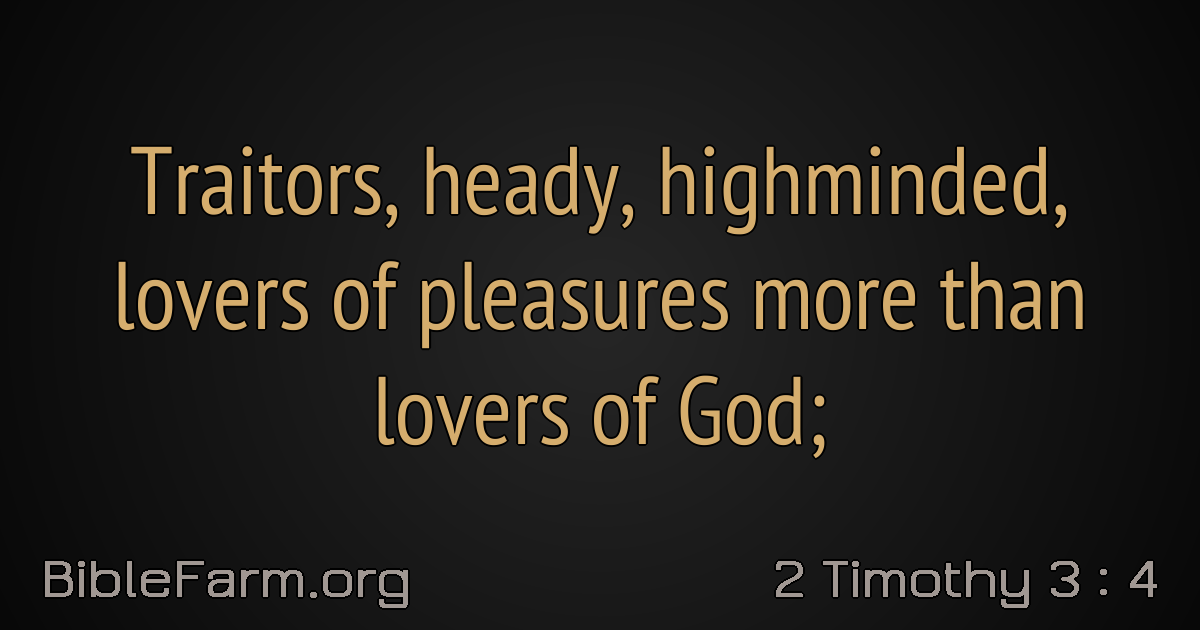 Traitors, heady, highminded,
lovers of pleasures more than
lovers of God;
BibleFarm.org
2 Timothy 3 : 4